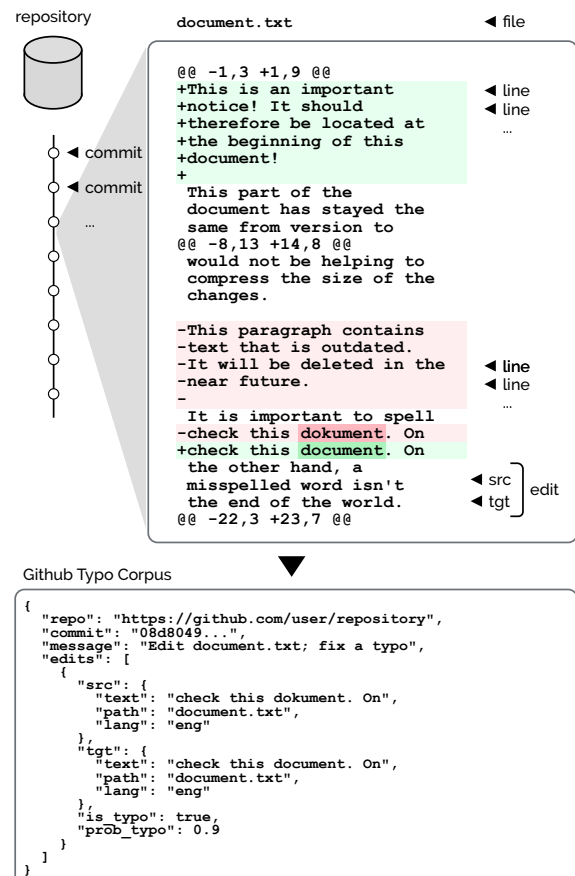 repository
document.txt ◄ file
@@ -1,3 +1,9 @@
+This is an important ◄ line
+notice! It should ◄ line
+therefore be located at ...
+the beginning of this
+document!
+
◄ commit
This part of the
◄ commit
document has stayed the
same from version to
...
@@ -8,13 +14,8 @@
would not be helping to
compress the size of the
changes.
-This paragraph contains
-text that is outdated.
-It will be deleted in the ◄ line
-near future. ◄ line
- ...
It is important to spell
-check this dokument. On
+check this document. On
the other hand, a
misspelled word isn't ◄ src
edit
the end of the world. ◄ tgt
@@ -22,3 +23,7 @@
Github Typo Corpus
{
"repo": "https://github.com/user/repository",
"commit": "08d8049...",
"message": "Edit document.txt; fix a typo",
"edits": [
{
"src": {
"text": "check this dokument. On",
"path": "document.txt",
"lang": "eng"
},
"tgt": {
"text": "check this document. On",
"path": "document.txt",
"lang": "eng"
},
"is_typo": true,
"prob_typo": 0.9
}
]
}